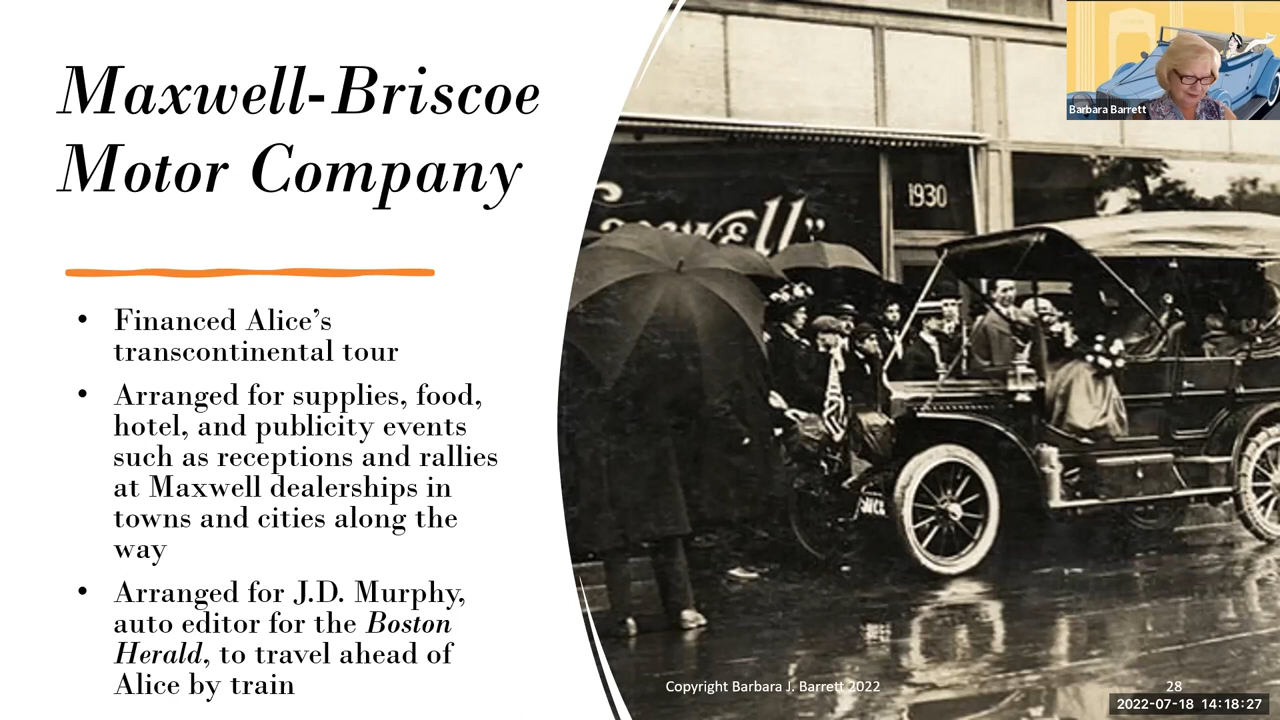 Maxwell-Briscoe
Motor Company
• Financed Alice’s
transcontinental tour
• Arranged for supplies, food,
hotel, and publicity events
such as receptions and rallies
at Maxwell dealerships in
towns and cities along the
way
• Arranged for J.D. Murphy,
auto editor for the Boston
Herald, to travel ahead of
Alice by train
Barbara Barrett
1930
Copyright Barbara J. Barrett 2022
28
2022-07-18 14:18:27